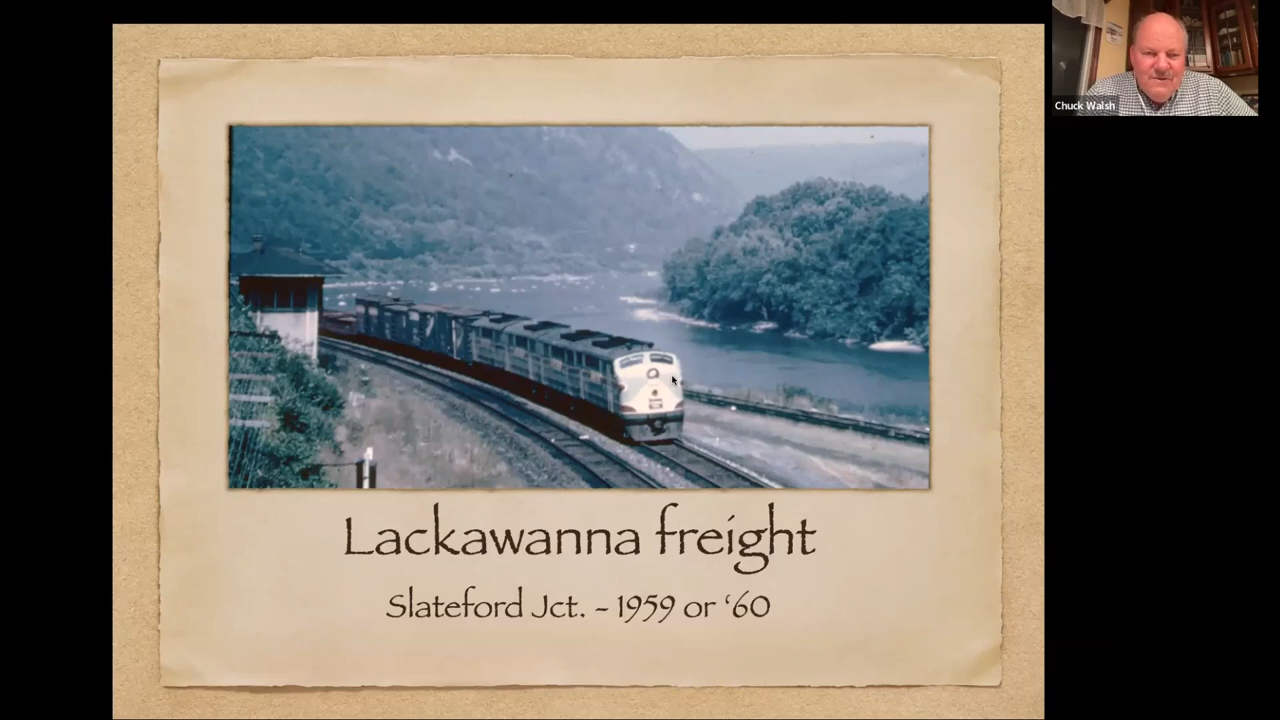 Chuck Walsh
Lackawanna freight
Slateford Jct. - 1959 or ‘60